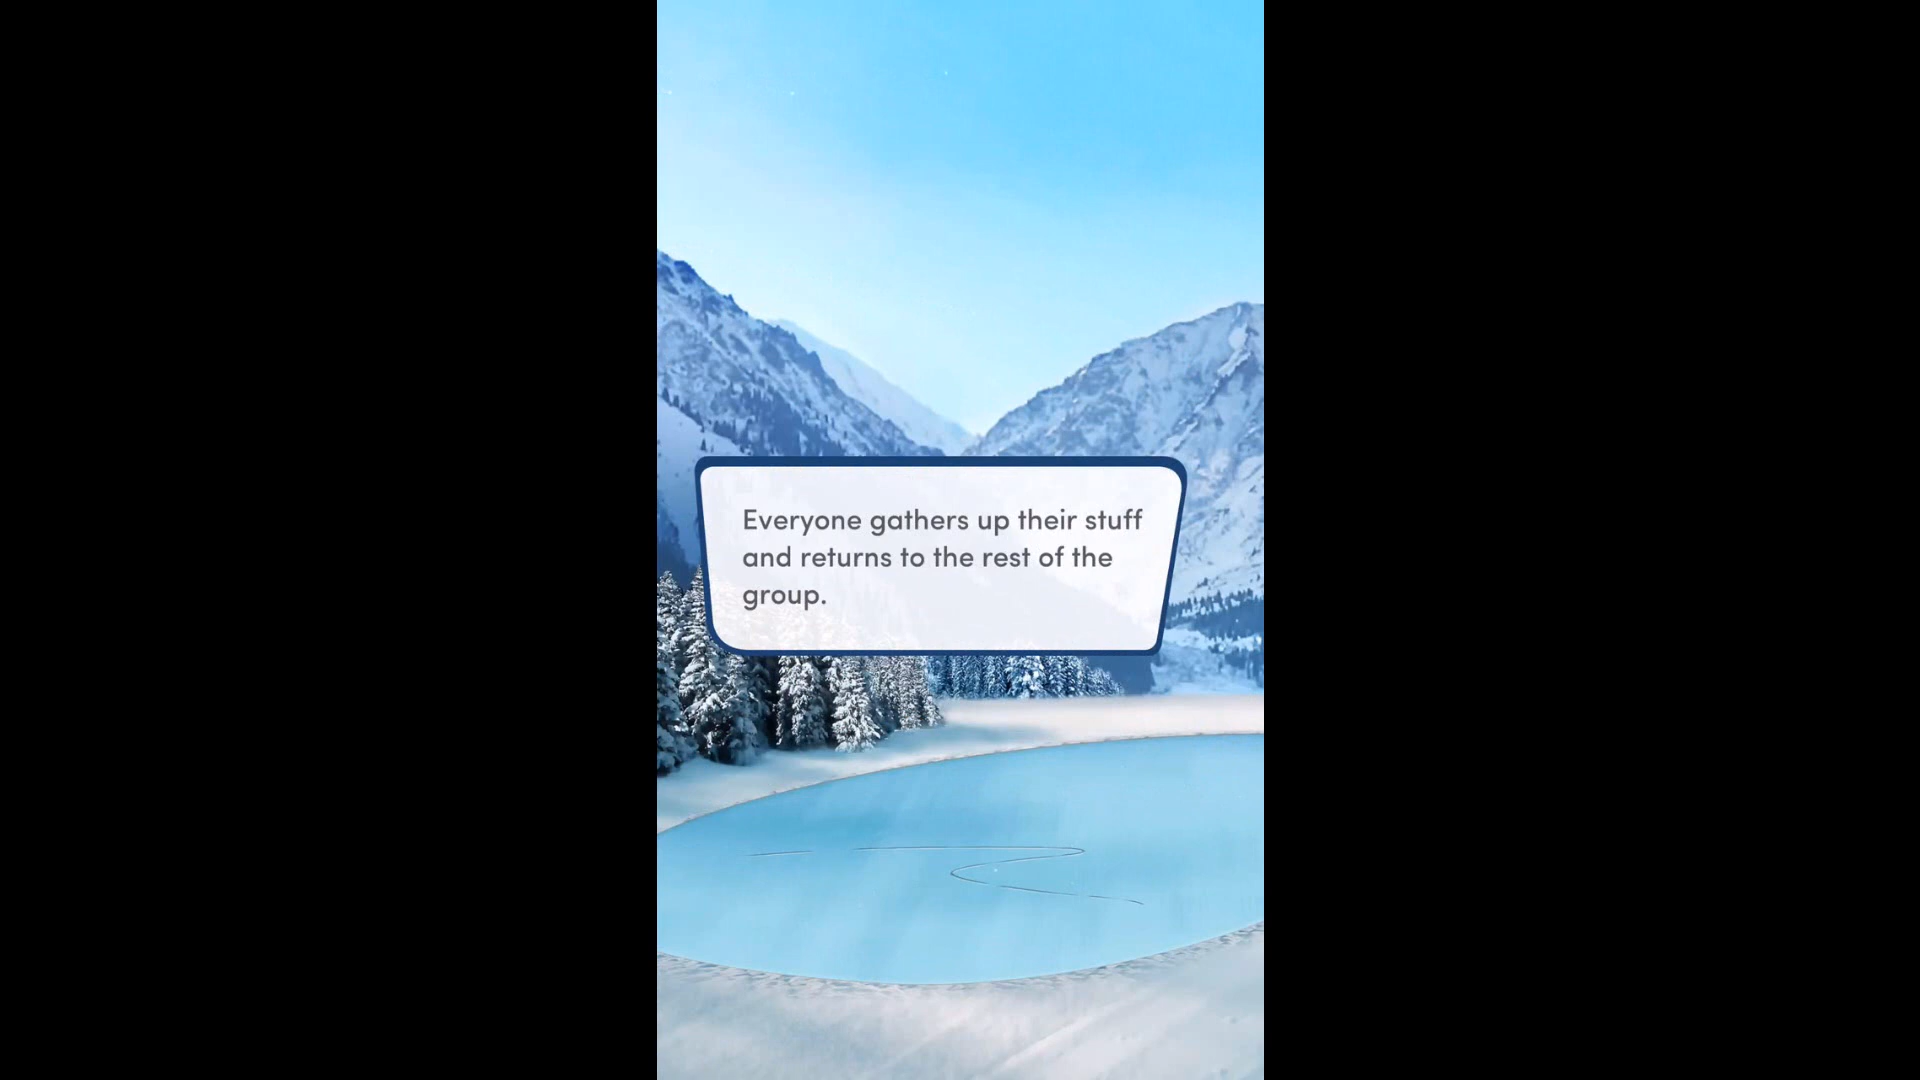 Everyone gathers up their stuff
and returns to the rest of the
group.